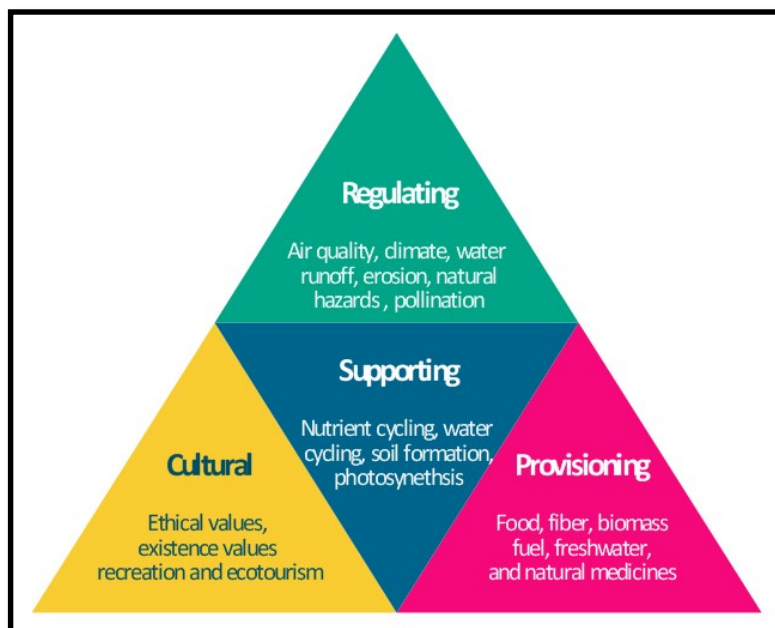 Regulating
Air quality, climate, water
runoff, erosion, natural
hazards , pollination
Supporting
Nutrient cycling, water
cycling, soil formation,
photosynethsis
Cultural
Ethical values,
existence values
recreation and ecotourism
Provisioning
Food, fiber, biomass
fuel, freshwater,
and natural medicines